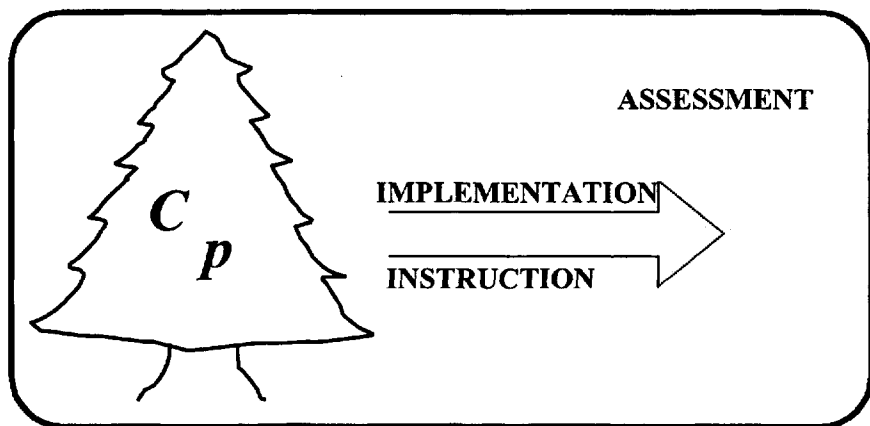 ASSESSMENT
IMPLEMENTATION
C
p
INSTRUCTION